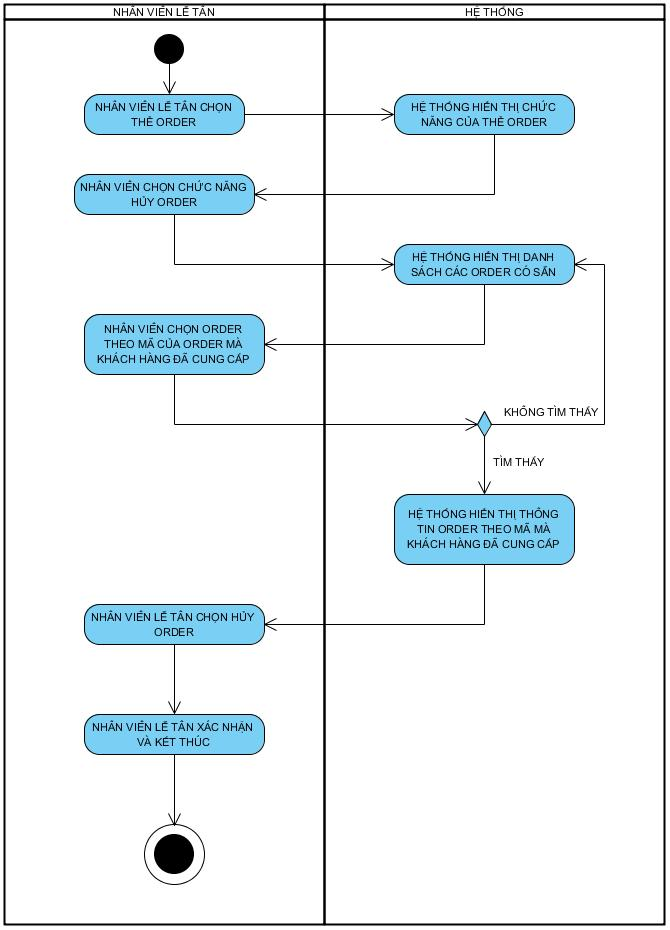 NHÂN VIÊN LỄ TÂN
HỆ THỐNG
NHÂN VIÊN LỄ TÂN CHỌN
THẺ ORDER
HỆ THỐNG HIỂN THỊ CHỨC
NĂNG CỦA THẺ ORDER
NHÂN VIÊN CHỌN CHỨC NĂNG
HỦY ORDER
HỆ THỐNG HIỂN THỊ DANH
SÁCH CÁC ORDER CÓ SẴN
NHÂN VIÊN CHỌN ORDER
THEO MÃ CỦA ORDER MÀ
KHÁCH HÀNG ĐÃ CUNG CẤP
KHÔNG TÌM THẤY
TÌM THẤY
HỆ THỐNG HIỂN THỊ THÔNG
TIN ORDER THEO MÃ MÀ
KHÁCH HÀNG ĐÃ CUNG CẤP
NHÂN VIÊN LỄ TÂN CHỌN HỦY
ORDER
NHÂN VIÊN LỄ TÂN XÁC NHẬN
VÀ KẾT THÚC